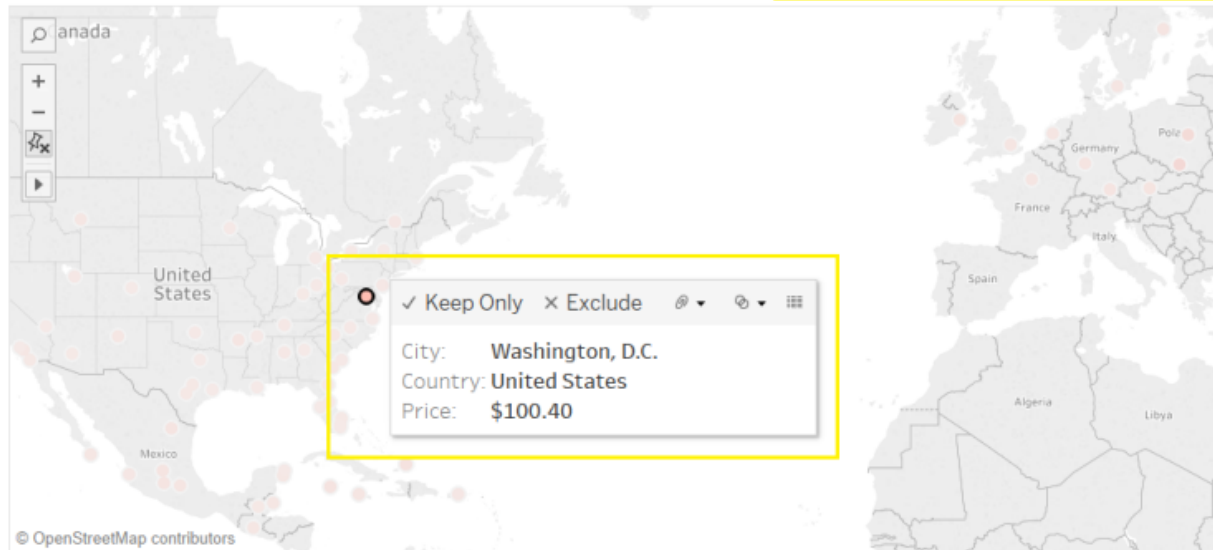 anada
United
States
Mexico
✓ Keep Only × Exclude
City: Washington, D.C.
Country: United States
Price: $100.40
Germany
Pola
France
Italy
Spain
Algeria
Libya
© OpenStreetMap contributors